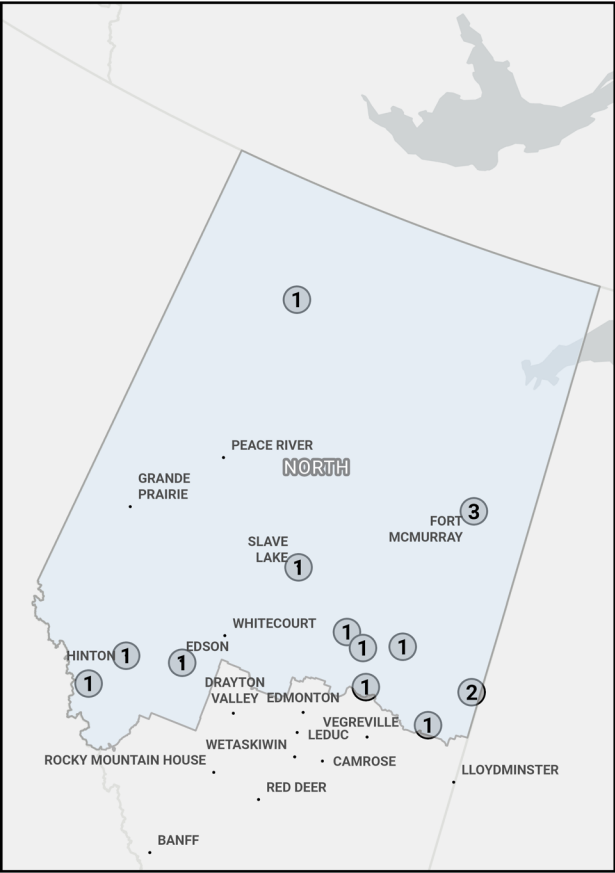 1
PEACE RIVER
NORTH
GRANDE
PRAIRIE
3
FORT
MCMURRAY
SLAVE
LAKE
1
WHITECOURT
1
1
1
EDSON
HINTON
1
1
1
DRAYTON
VALLEY
EDMONTON
1
2
VEGREVILLE
1
LEDUC
WETASKIWIN
ROCKY MOUNTAIN HOUSE
CAMROSE
LLOYDMINSTER
RED DEER
BANFF